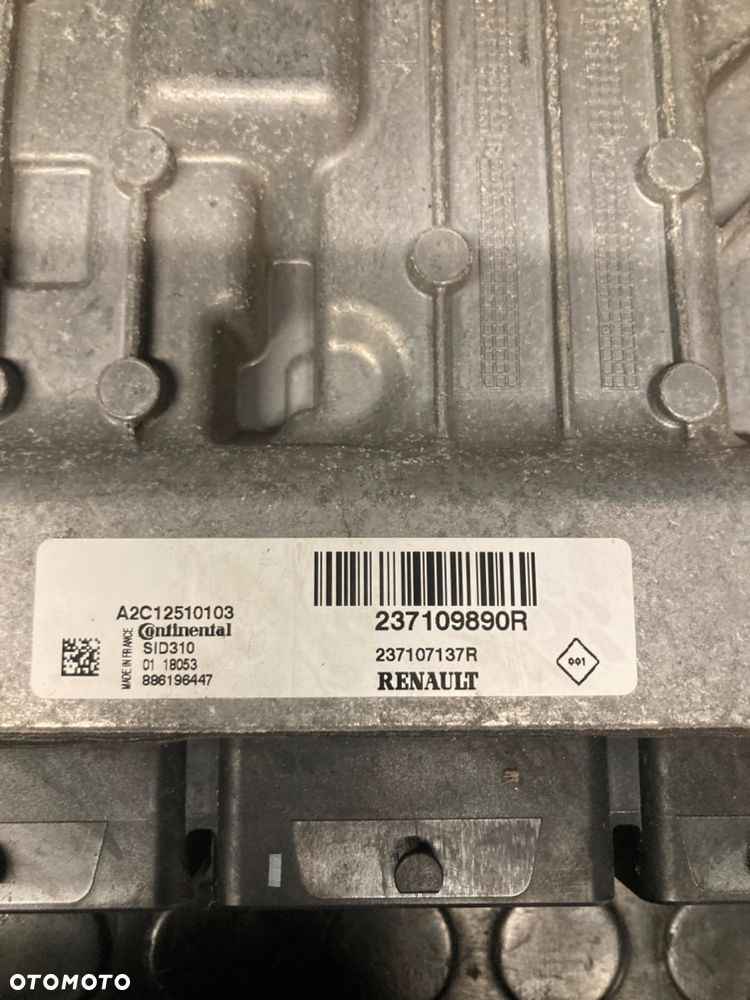 A2C12510103
Continental
SID310
01 18053
886196447
MADE IN FRANCE
237109890R
237107137R
RENAULT
001
OTOMOTO